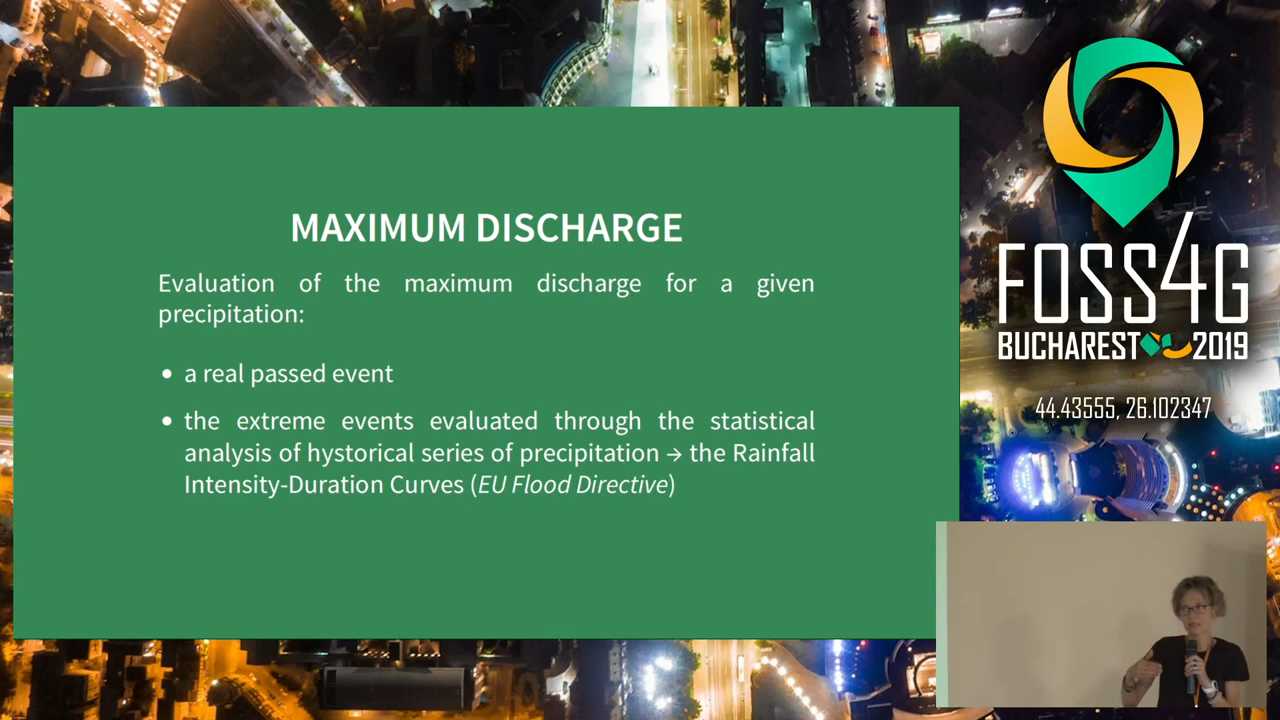 MAXIMUM DISCHARGE
Evaluation of the maximum discharge for a given
precipitation:
• a real passed event
• the extreme events evaluated through the statistical
analysis of hystorical series of precipitation → the Rainfall
Intensity-Duration Curves (EU Flood Directive)
FOSS4G
BUCHAREST 2019
44.43555, 26.102347